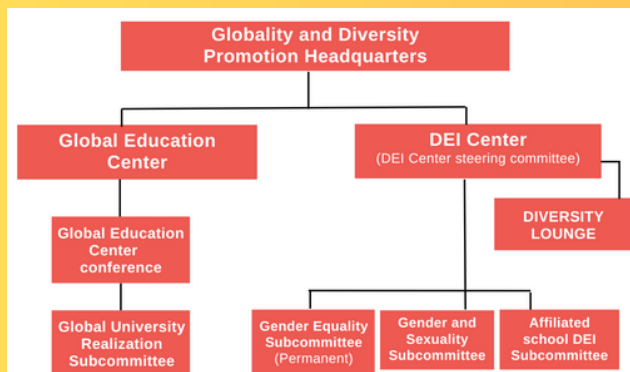 Globality and Diversity
Promotion Headquarters
Global Education
Center
DEI Center
(DEI Center steering committee)
DIVERSITY
LOUNGE
Global Education
Center
conference
Global University
Realization
Subcommittee
Gender Equality
Subcommittee
(Permanent)
Gender and
Sexuality
Subcommittee
Affiliated
school DEI
Subcommittee